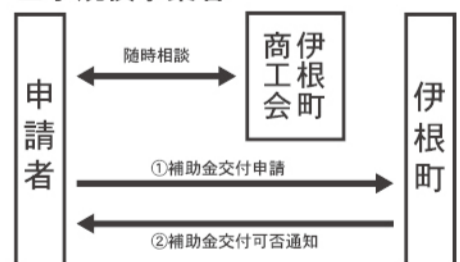 申請者
随時相談
伊根町
商工会
伊根町
①補助金交付申請
②補助金交付可否通知